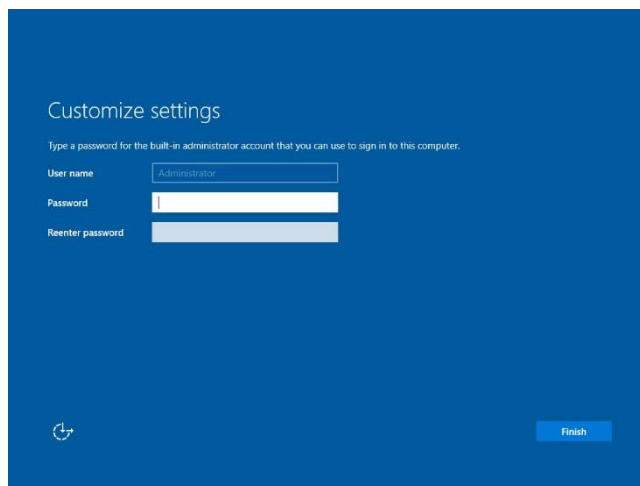 Customize settings
Type a password for the built-in administrator account that you can use to sign in to this computer.
User name Administrator
Password
Reenter password
Finish